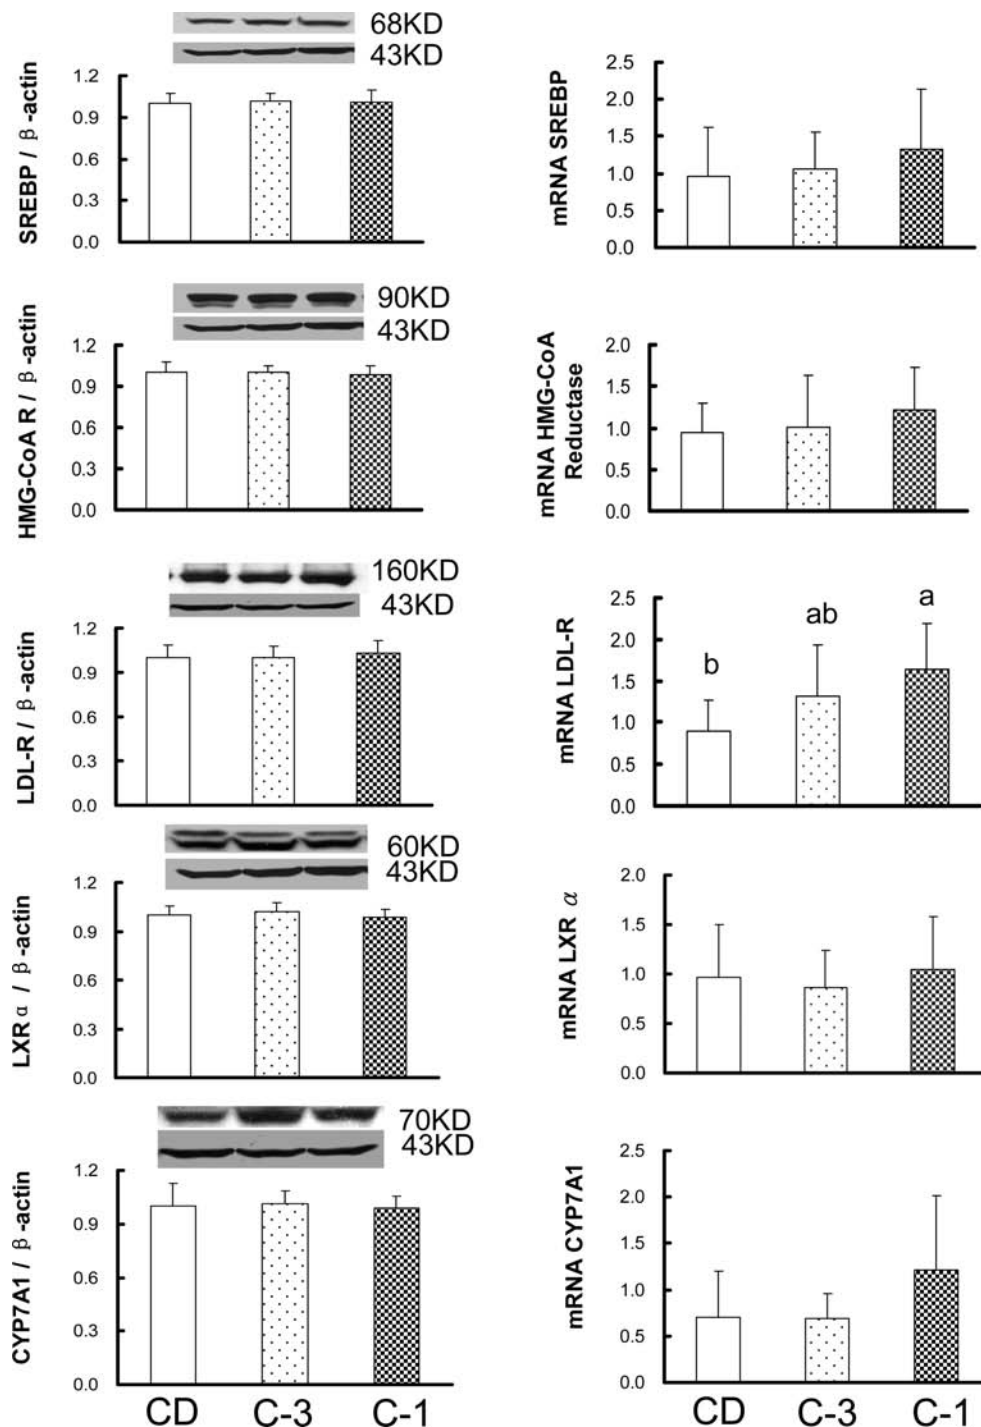 68KD
43KD
SREBP / β-actin
1.2
0.9
0.6
0.3
0.0
mRNA SREBP
2.5
2.0
1.5
1.0
0.5
0.0
90KD
43KD
HMG-CoA R / β-actin
1.2
0.9
0.6
0.3
0.0
mRNA HMG-CoA
Reductase
2.0
1.5
1.0
0.5
0.0
160KD
43KD
LDL-R / β-actin
1.2
0.9
0.6
0.3
0.0
mRNA LDL-R
2.5
2.0
1.5
1.0
0.5
0.0
b
ab
a
60KD
43KD
LXR α / β-actin
1.2
0.9
0.6
0.3
0.0
mRNA LXR α
2.0
1.5
1.0
0.5
0.0
70KD
43KD
CYP7A1 / β-actin
1.2
0.9
0.6
0.3
0.0
CD C-3 C-1
mRNA CYP7A1
2.5
2.0
1.5
1.0
0.5
0.0
CD C-3 C-1